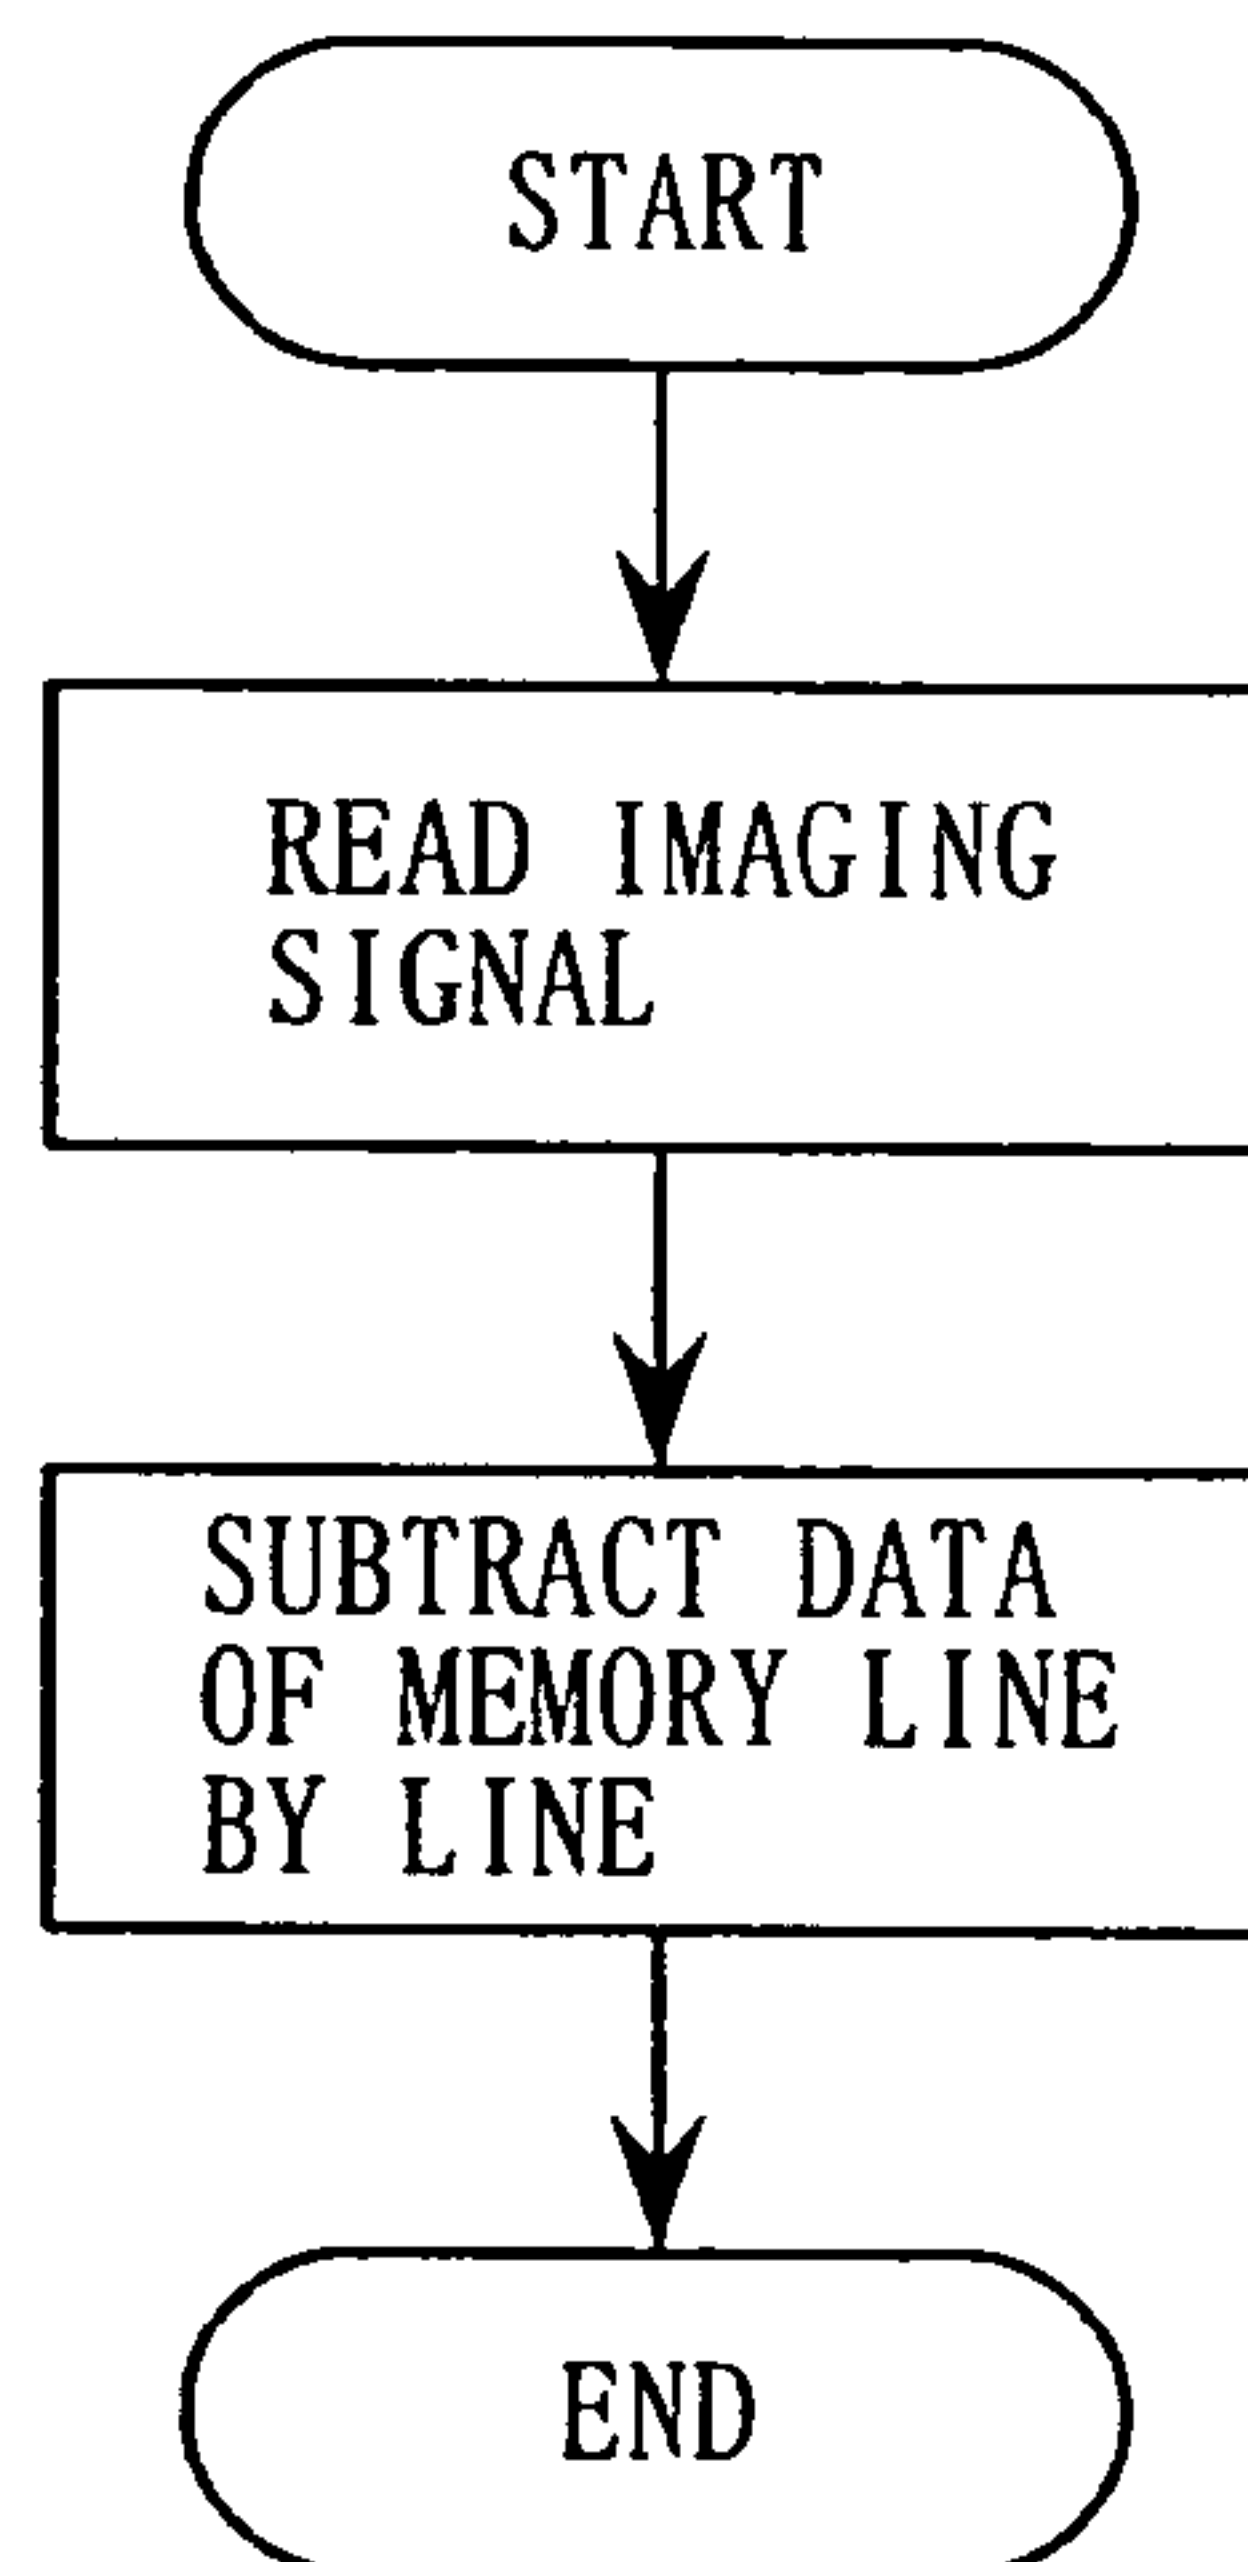 START
READ IMAGING
SIGNAL
SUBTRACT DATA
OF MEMORY LINE
BY LINE
END